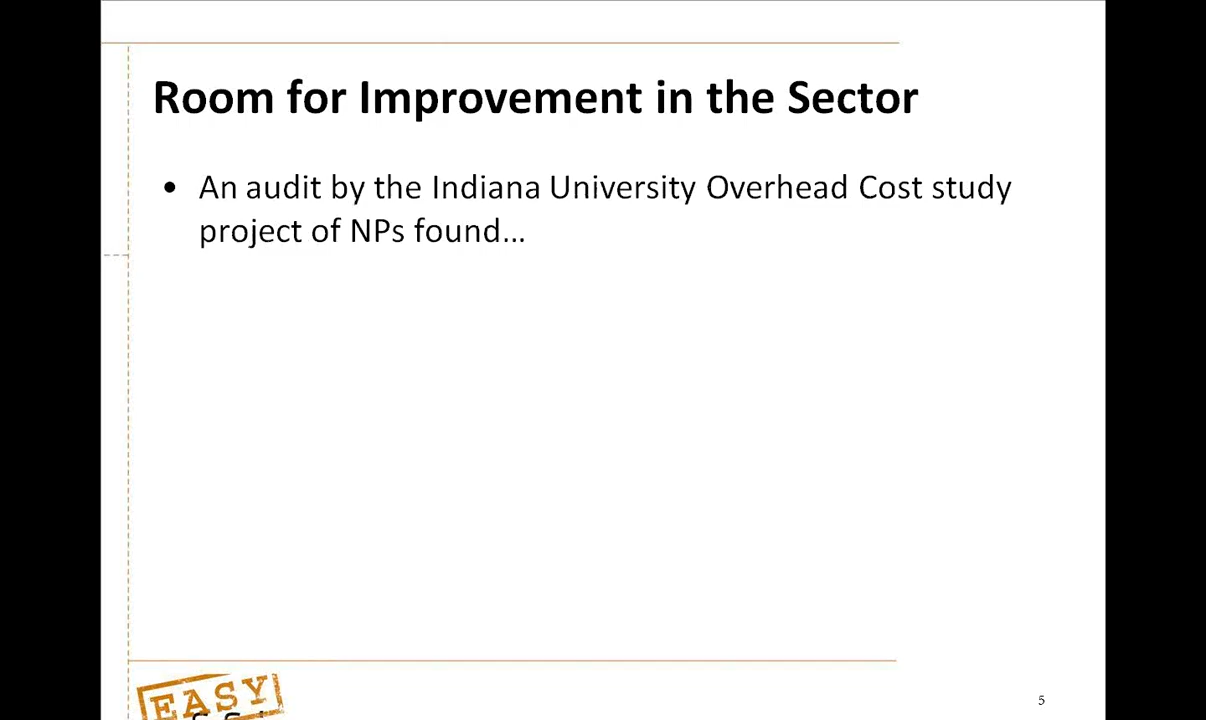 Room for Improvement in the Sector
• An audit by the Indiana University Overhead Cost study
project of NPs found…
EASY
5